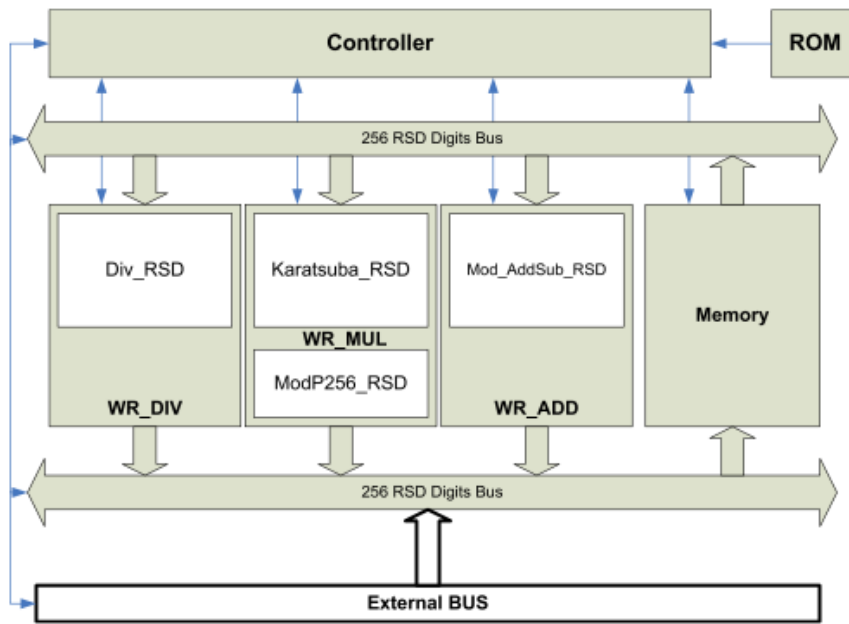 Controller
ROM
256 RSD Digits Bus
Div_RSD
Karatsuba_RSD
Mod_AddSub_RSD
Memory
WR_MUL
ModP256_RSD
WR_DIV
WR_ADD
256 RSD Digits Bus
External BUS